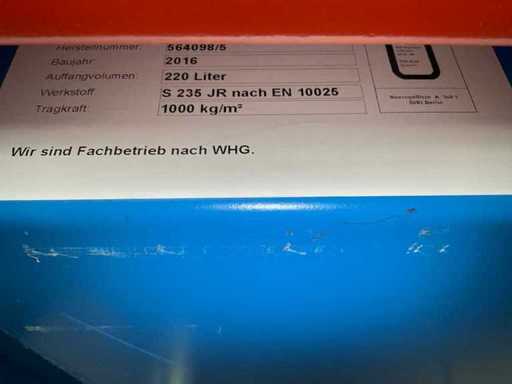 Herstellnummer: 564098/5
Baujahr: 2016
Auffangvolumen: 220 Liter
Werkstoff S 235 JR nach EN 10025
Tragkraft: 1000 kg/m²
Wir sind Fachbetrieb nach WHG.